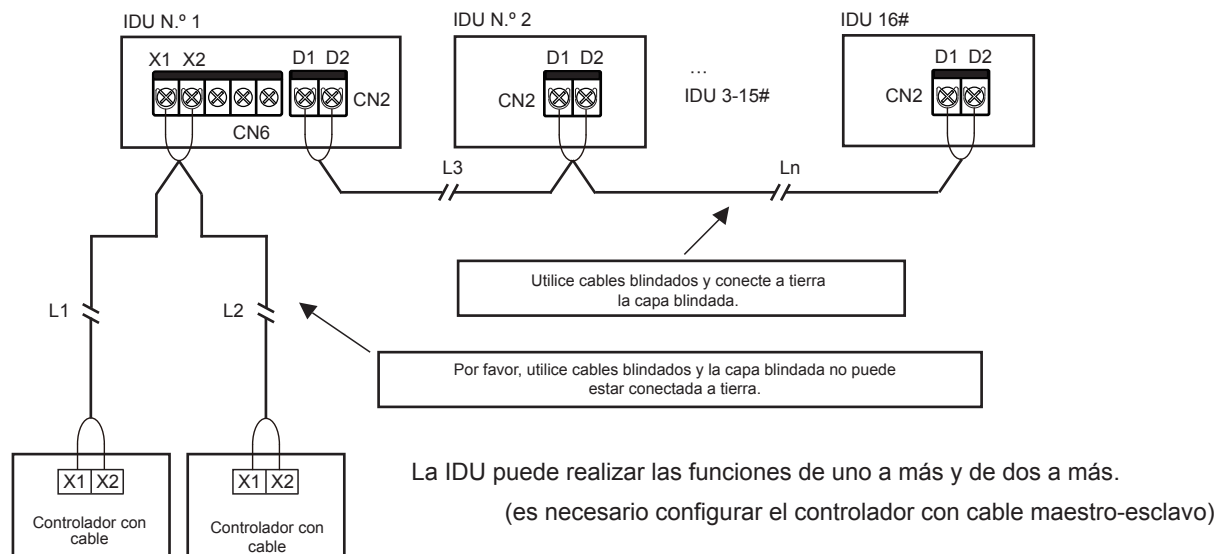 IDU N.º 1
IDU N.º 2
IDU 16#
X1 X2
D1 D2
CN2
CN6
D1 D2
CN2
...
IDU 3-15#
D1 D2
CN2
L3
Ln
Utilice cables blindados y conecte a tierra
la capa blindada.
L1
L2
Por favor, utilice cables blindados y la capa blindada no puede
estar conectada a tierra.
X1 X2
Controlador con
cable
X1 X2
Controlador con
cable
La IDU puede realizar las funciones de uno a más y de dos a más.
(es necesario configurar el controlador con cable maestro-esclavo)